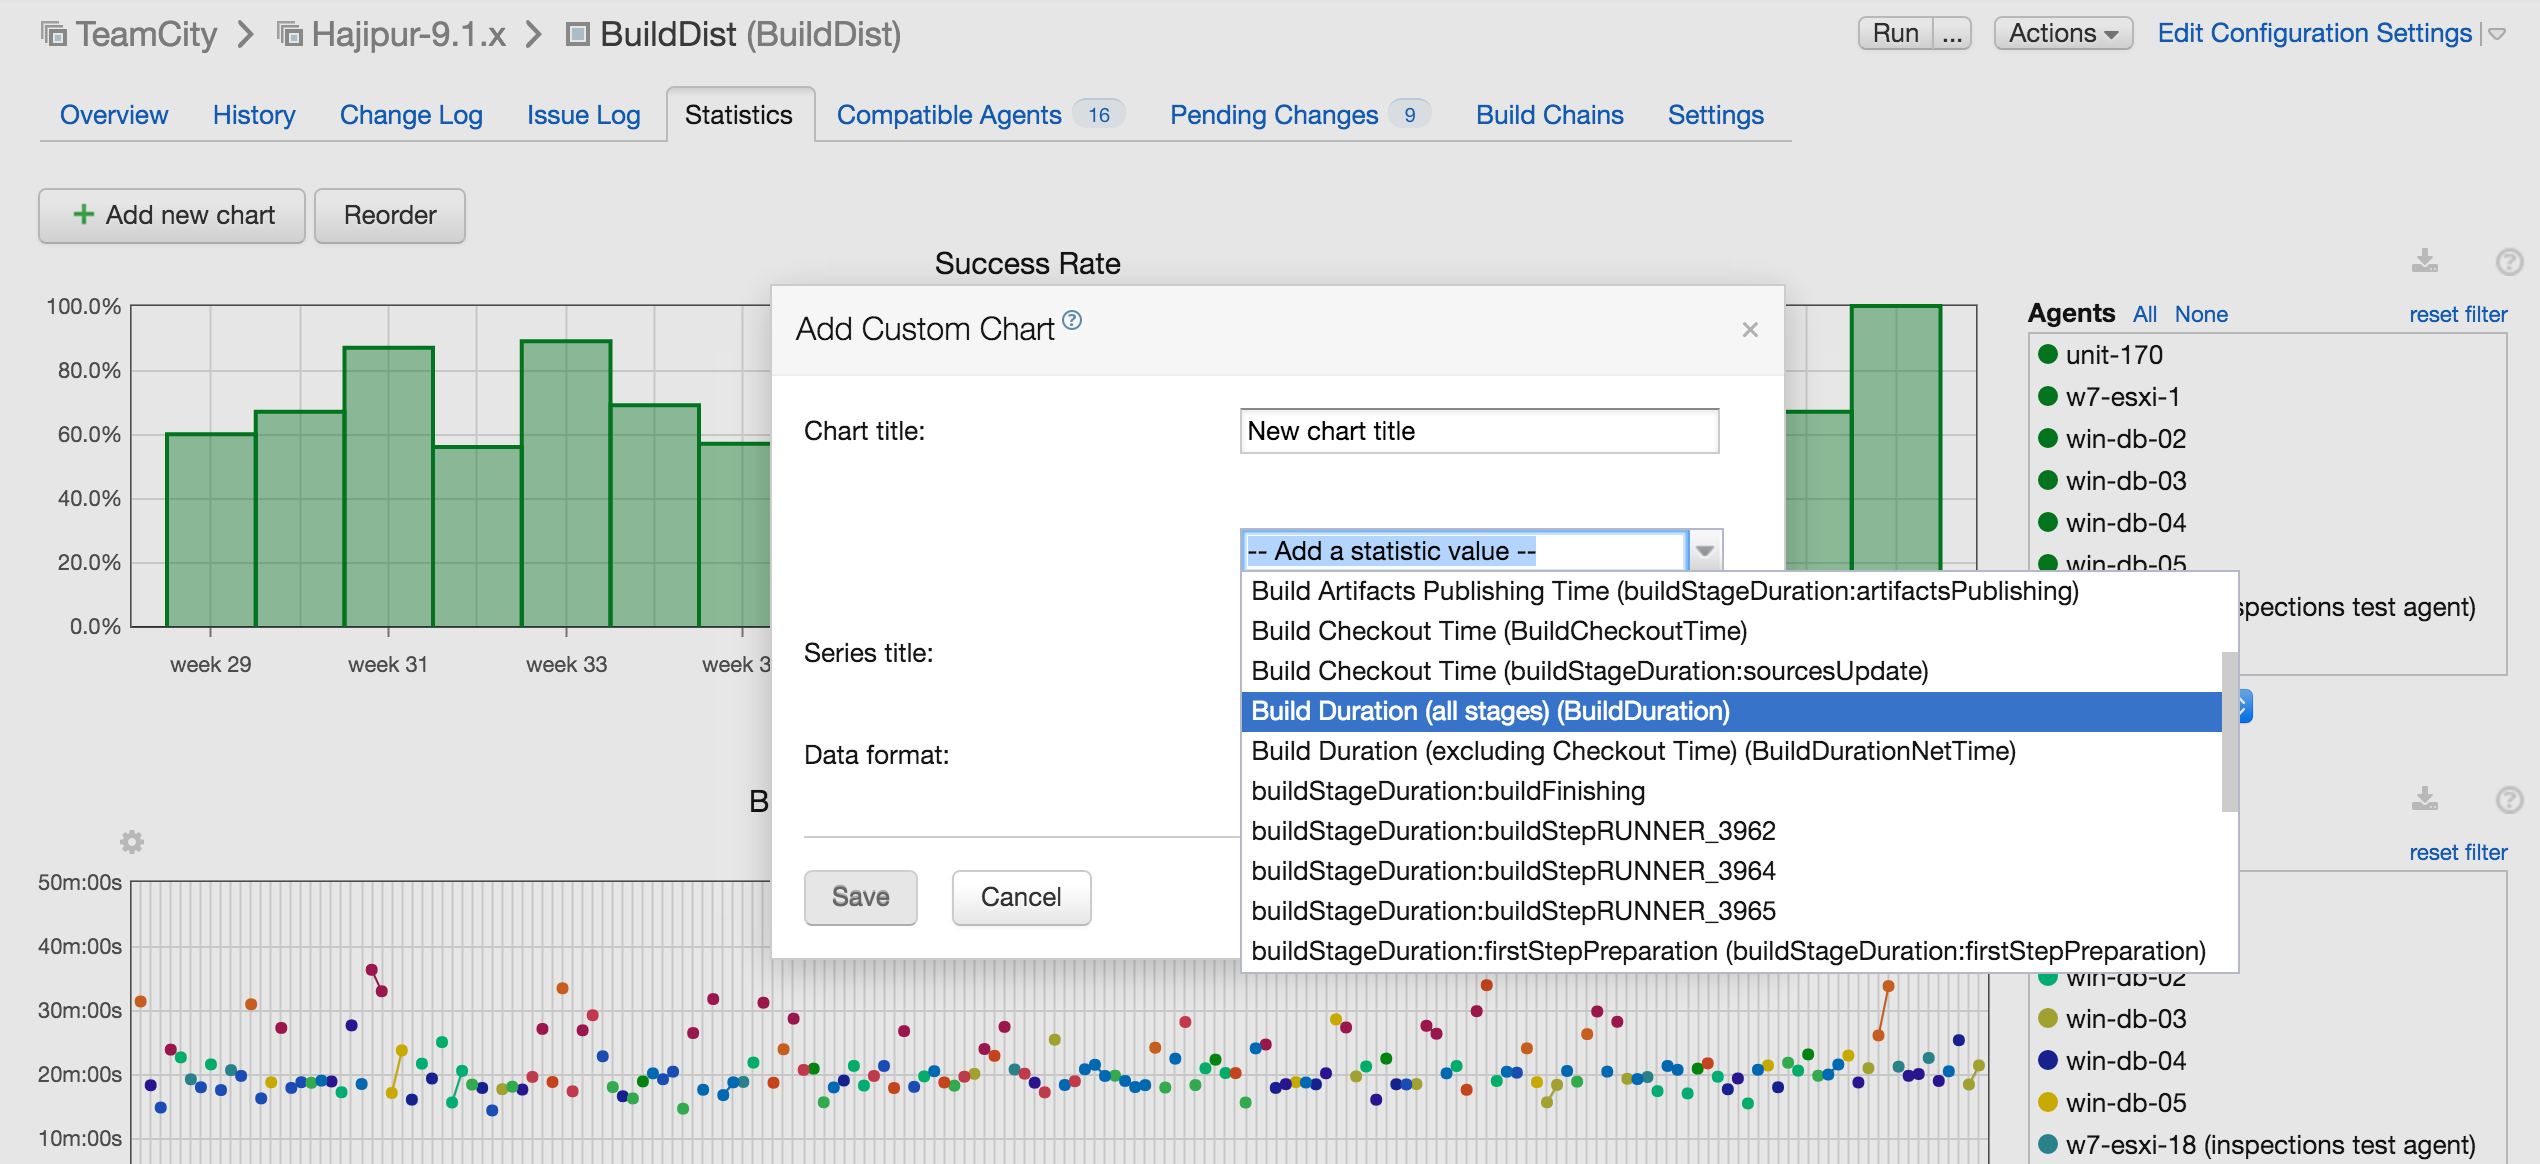 TeamCity > Hajipur-9.1.x > BuildDist (BuildDist)
Run ... Actions Edit Configuration Settings
Overview History Change Log Issue Log Statistics Compatible Agents 16 Pending Changes 9 Build Chains Settings
+ Add new chart Reorder
Success Rate
100.0%
80.0%
60.0%
40.0%
20.0%
0.0%
week 29 week 31 week 33 week 3
Agents All None reset filter
unit-170
w7-esxi-1
win-db-02
win-db-03
win-db-04
win-db-05
spections test agent)
Add Custom Chart ?
×
Chart title: New chart title
-- Add a statistic value --
Build Artifacts Publishing Time (buildStageDuration:artifactsPublishing)
Build Checkout Time (BuildCheckoutTime)
Build Checkout Time (buildStageDuration:sourcesUpdate)
Build Duration (all stages) (BuildDuration)
Build Duration (excluding Checkout Time) (BuildDurationNetTime)
buildStageDuration:buildFinishing
buildStageDuration:buildStepRUNNER_3962
buildStageDuration:buildStepRUNNER_3964
buildStageDuration:buildStepRUNNER_3965
buildStageDuration:firstStepPreparation (buildStageDuration:firstStepPreparation)
Series title:
Data format:
Save Cancel
B
reset filter
50m:00s
40m:00s
30m:00s
20m:00s
10m:00s
win-db-02
win-db-03
win-db-04
win-db-05
w7-esxi-18 (inspections test agent)